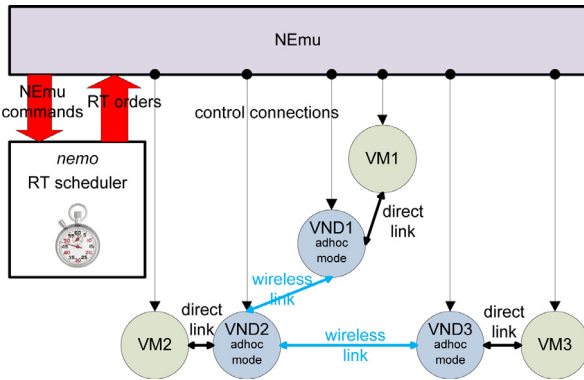 NEmu
NEmu
commands
RT orders
control connections
nemo
RT scheduler
VM1
direct
link
VND1
adhoc
mode
wireless
link
direct
link
VM2
VND2
adhoc
mode
wireless
link
VND3
adhoc
mode
direct
link
VM3